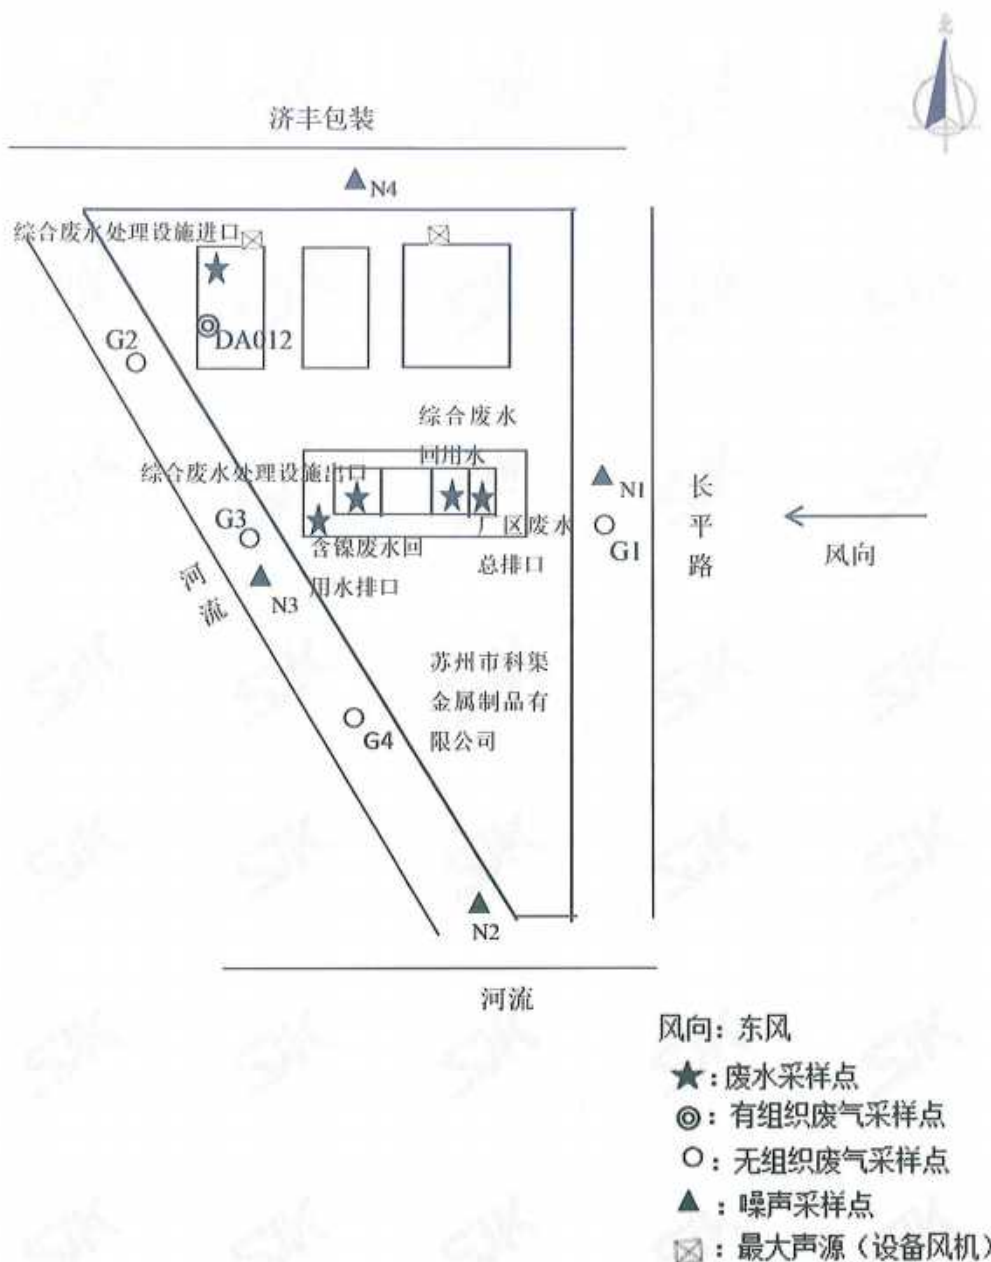 北
济丰包装
N4
综合废水处理设施进口
DA012
G2
综合废水
回用水
综合废水处理设施出口
N1
长
平
路
G3
厂区废水
总排口
G1
风向
含镍废水回
用水排口
河
流
N3
苏州市科渠
金属制品有
限公司
G4
N2
河流
风向：东风
：废水采样点
：有组织废气采样点
：无组织废气采样点
：噪声采样点
：最大声源（设备风机）